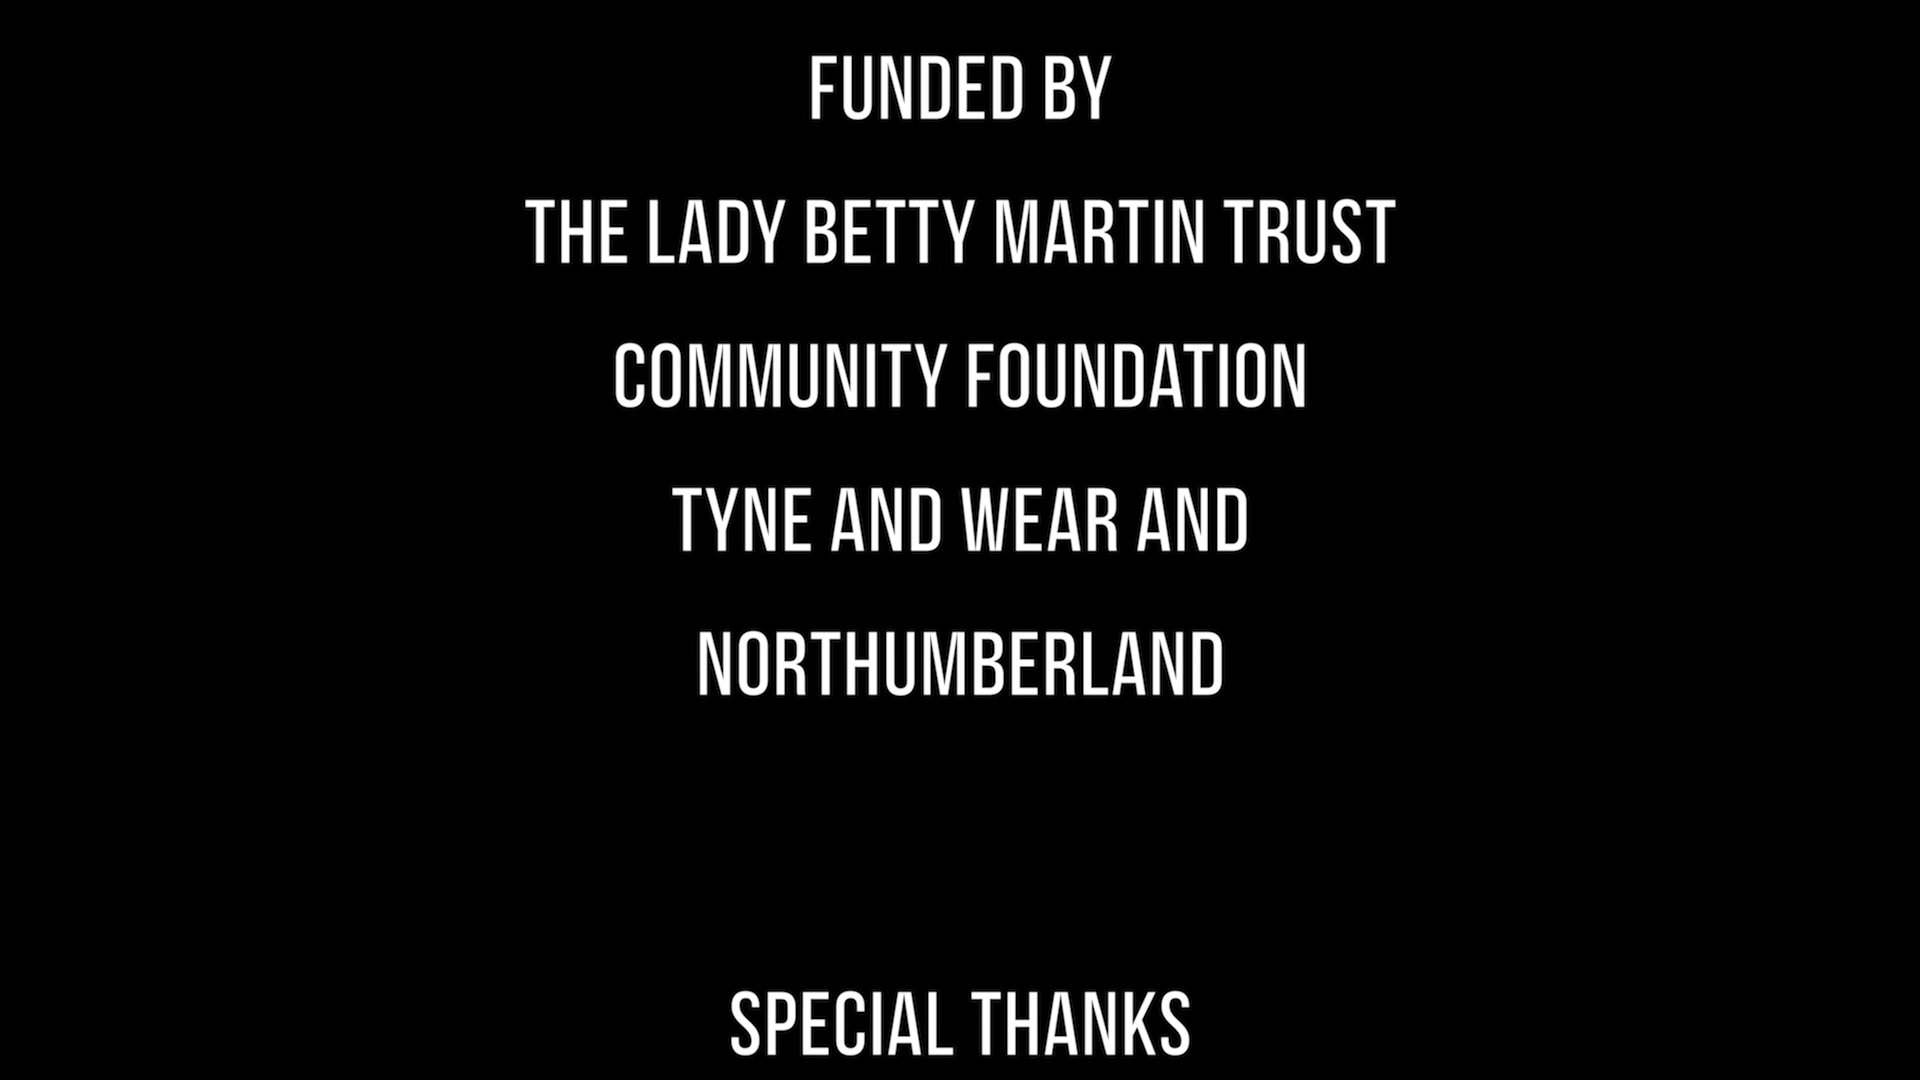 FUNDED BY
THE LADY BETTY MARTIN TRUST
COMMUNITY FOUNDATION
TYNE AND WEAR AND
NORTHUMBERLAND
SPECIAL THANKS